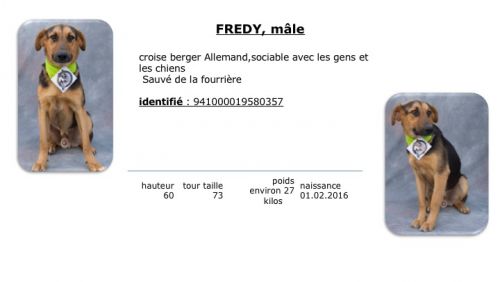 FREDY, mâle
croise berger Allemand,sociable avec les gens et
les chiens
Sauvé de la fourrière
identifié : 941000019580357
hauteur
60
tour taille
73
poids
environ 27
kilos
naissance
01.02.2016